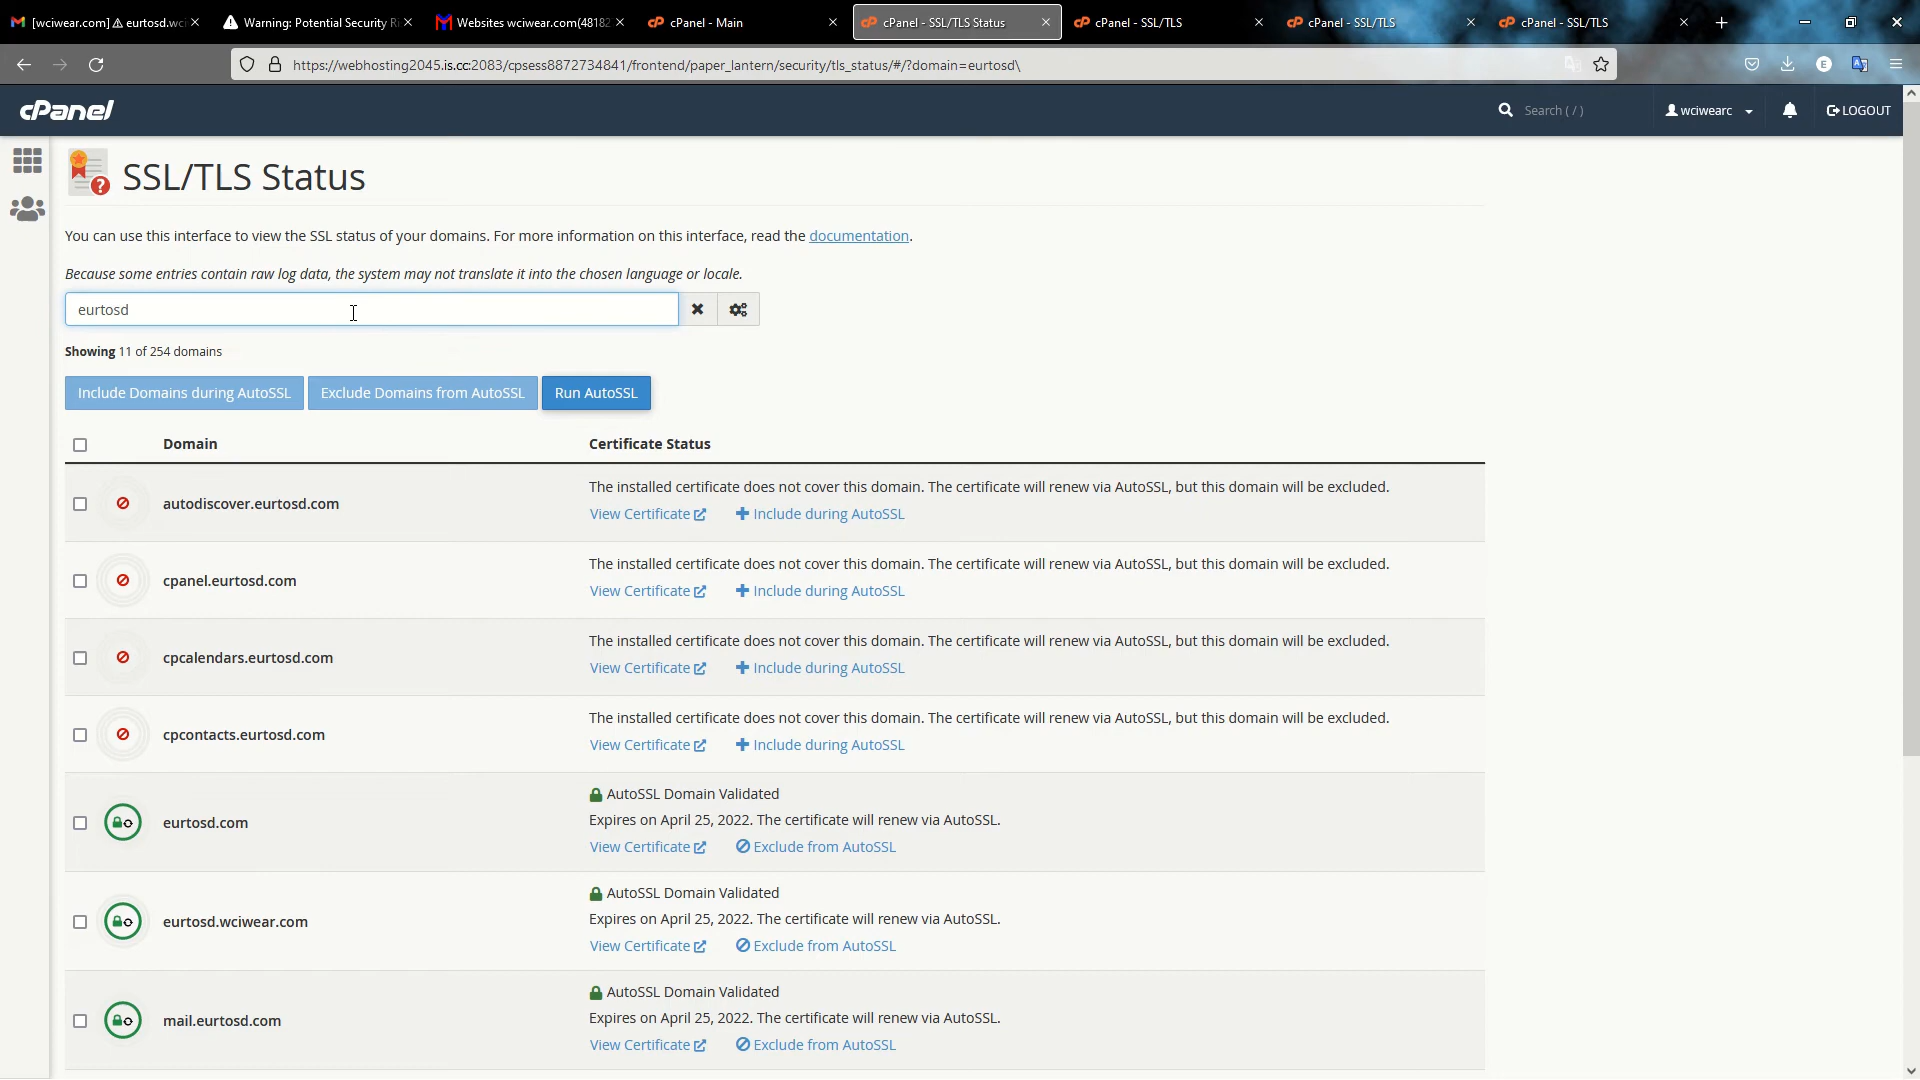 [wciwear.com] ⚠ eurtosd.wci
Warning: Potential Security Ri
Websites wciwear.com(48182
cPanel - Main
cPanel - SSL/TLS Status
cPanel - SSL/TLS
cPanel - SSL/TLS
cPanel - SSL/TLS
https://webhosting2045.is.cc:2083/cpsess8872734841/frontend/paper_lantern/security/tls_status/#/?domain=eurtosd\
cPanel
Search ( / )
wciwearc
LOGOUT
SSL/TLS Status
You can use this interface to view the SSL status of your domains. For more information on this interface, read the documentation.
Because some entries contain raw log data, the system may not translate it into the chosen language or locale.
eurtosd
Showing 11 of 254 domains
Include Domains during AutoSSL
Exclude Domains from AutoSSL
Run AutoSSL
Domain
Certificate Status
autodiscover.eurtosd.com
The installed certificate does not cover this domain. The certificate will renew via AutoSSL, but this domain will be excluded.
View Certificate
Include during AutoSSL
cpanel.eurtosd.com
The installed certificate does not cover this domain. The certificate will renew via AutoSSL, but this domain will be excluded.
View Certificate
Include during AutoSSL
cpcalendars.eurtosd.com
The installed certificate does not cover this domain. The certificate will renew via AutoSSL, but this domain will be excluded.
View Certificate
Include during AutoSSL
cpcontacts.eurtosd.com
The installed certificate does not cover this domain. The certificate will renew via AutoSSL, but this domain will be excluded.
View Certificate
Include during AutoSSL
eurtosd.com
AutoSSL Domain Validated
Expires on April 25, 2022. The certificate will renew via AutoSSL.
View Certificate
Exclude from AutoSSL
eurtosd.wciwear.com
AutoSSL Domain Validated
Expires on April 25, 2022. The certificate will renew via AutoSSL.
View Certificate
Exclude from AutoSSL
mail.eurtosd.com
AutoSSL Domain Validated
Expires on April 25, 2022. The certificate will renew via AutoSSL.
View Certificate
Exclude from AutoSSL